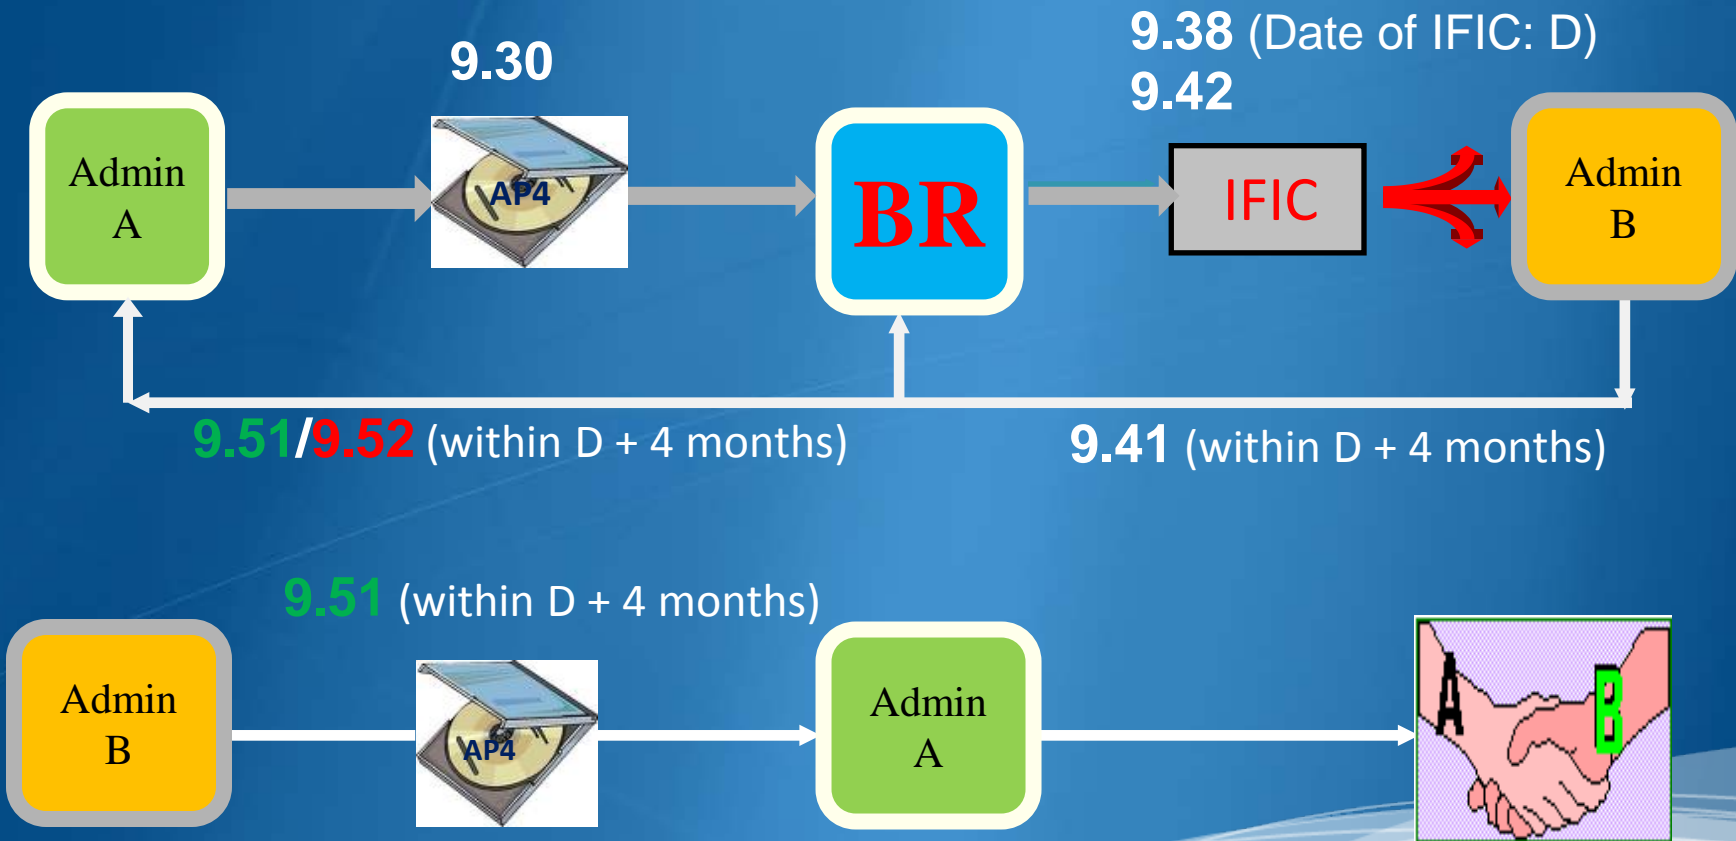 9.38 (Date of IFIC: D)
9.42
9.30
Admin
A
AP4
BR
IFIC
Admin
B
9.51/9.52 (within D + 4 months)
9.41 (within D + 4 months)
9.51 (within D + 4 months)
Admin
B
AP4
Admin
A
A
B